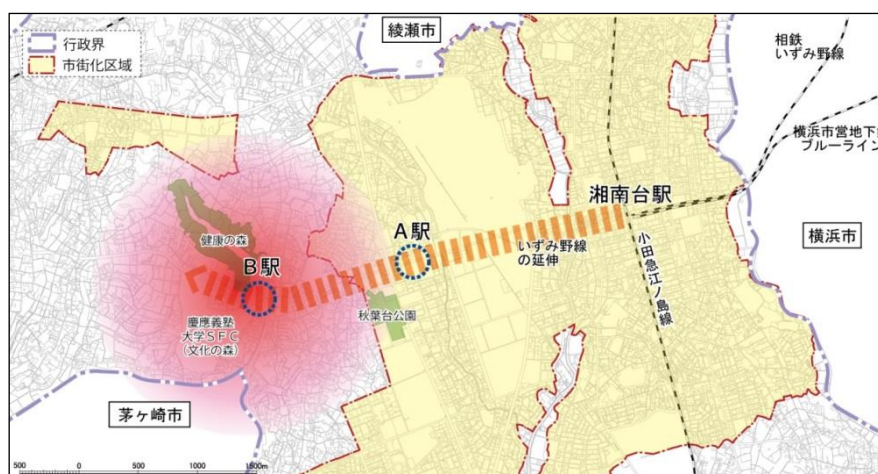 行政界
市街化区域
綾瀬市
相鉄
いずみ野線
横浜市営地下
ブルーライン
湘南台駅
A駅
健康の森
B駅
いずみ野線
の延伸
小田急江ノ島線
横浜市
秋葉台公園
慶應義塾
大学SFC
(文化の森)
茅ヶ崎市
500 0 500 1000 1500m